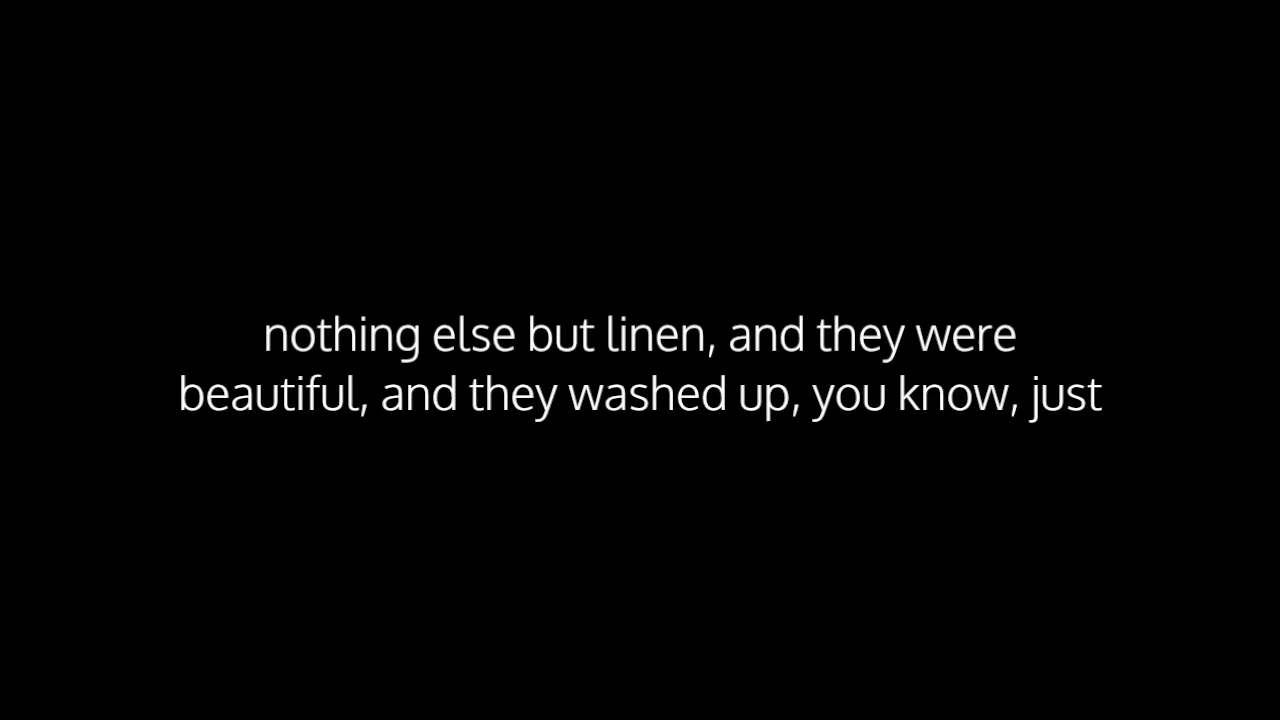 nothing else but linen, and they were
beautiful, and they washed up, you know, just